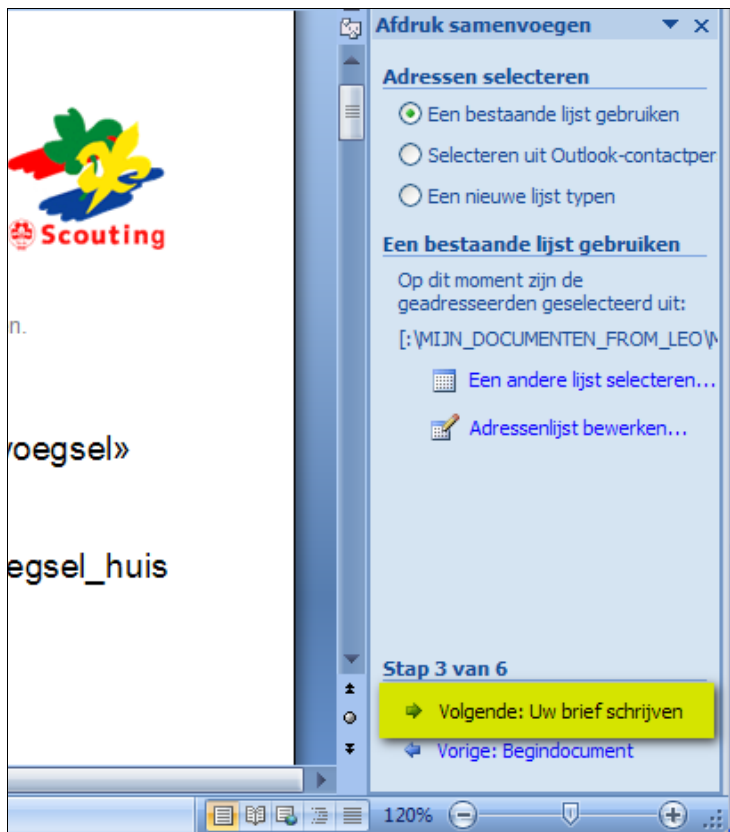 Afdruk samenvoegen
Adressen selecteren
Een bestaande lijst gebruiken
Selecteren uit Outlook-contactper
Een nieuwe lijst typen
Scouting
Een bestaande lijst gebruiken
Op dit moment zijn de
geadresseerden geselecteerd uit:
n.
[:\MIJN_DOCUMENTEN_FROM_LEO\
Een andere lijst selecteren...
Adressenlijst bewerken...
voegsel»
egsel_huis
Stap 3 van 6
Volgende: Uw brief schrijven
Vorige: Begindocument
120%